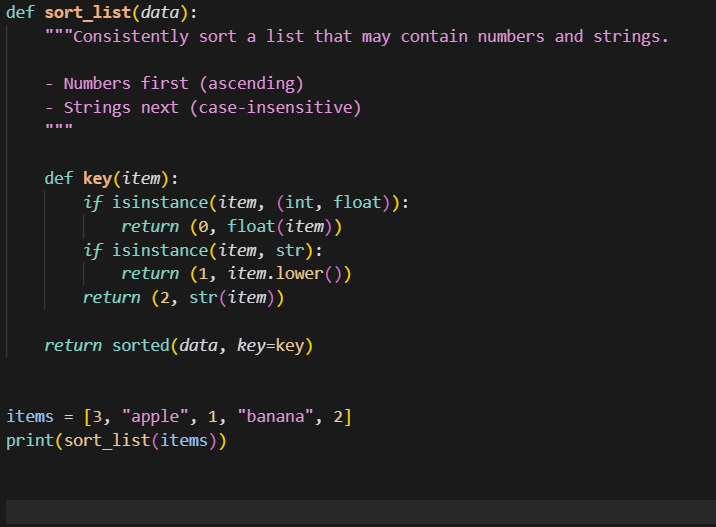 def sort_list(data):
    """Consistently sort a list that may contain numbers and strings.

    - Numbers first (ascending)
    - Strings next (case-insensitive)
    """

    def key(item):
        if isinstance(item, (int, float)):
            return (0, float(item))
        if isinstance(item, str):
            return (1, item.lower())
        return (2, str(item))

    return sorted(data, key=key)


items = [3, "apple", 1, "banana", 2]
print(sort_list(items))